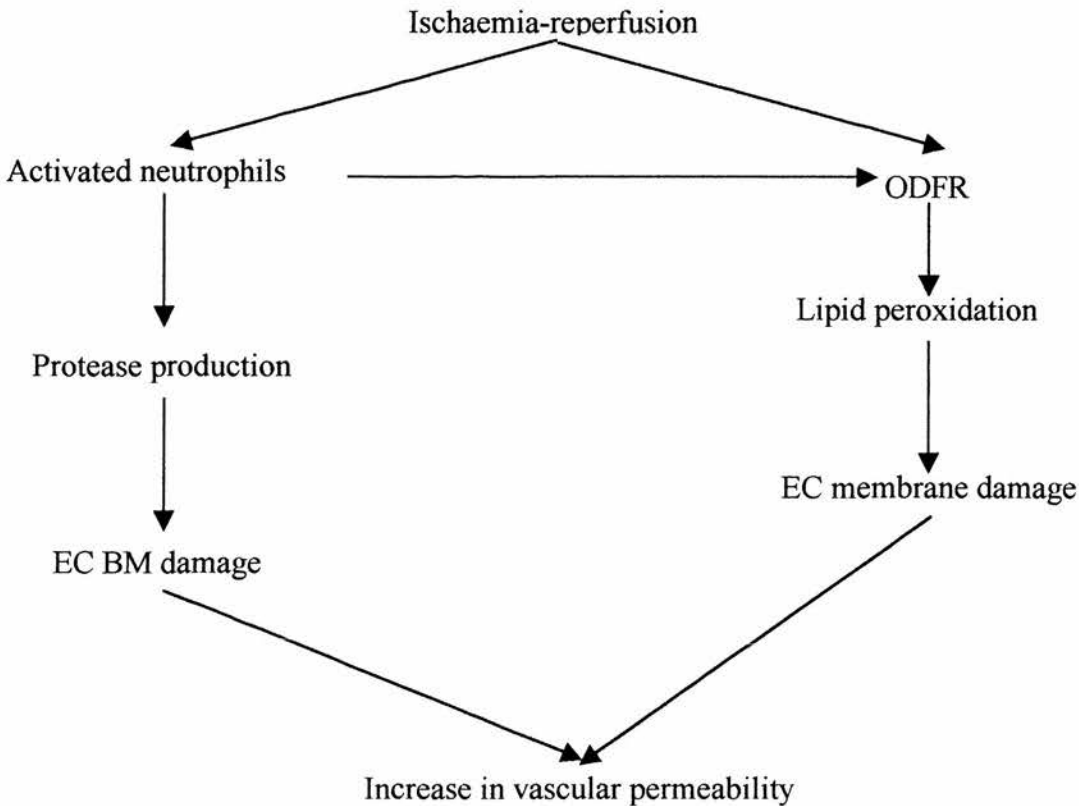 Ischaemia-reperfusion
Activated neutrophils
ODFR
Lipid peroxidation
Protease production
EC membrane damage
EC BM damage
Increase in vascular permeability